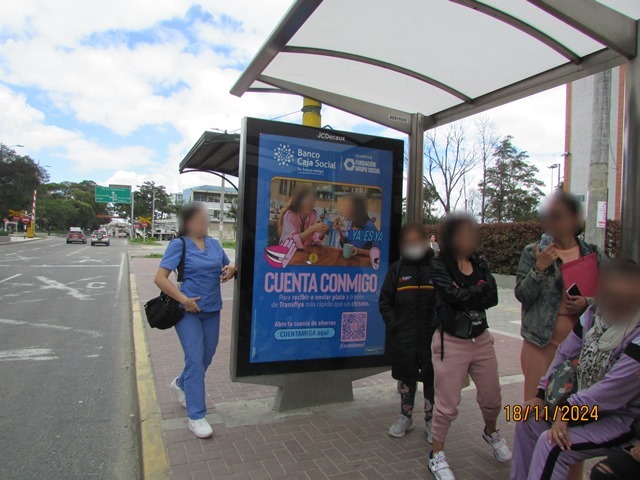 JCDecaux
Banco
Caja Social
FUNDACIÓN
GRUPO SOCIAL
YA ES YA
CUENTA CONMIGO
Para recibir o enviar plata a través
de Transfiya más rápido que un chisme.
Abre tu cuenta de ahorros
CUENTAMIGA aquí
18/11/2024